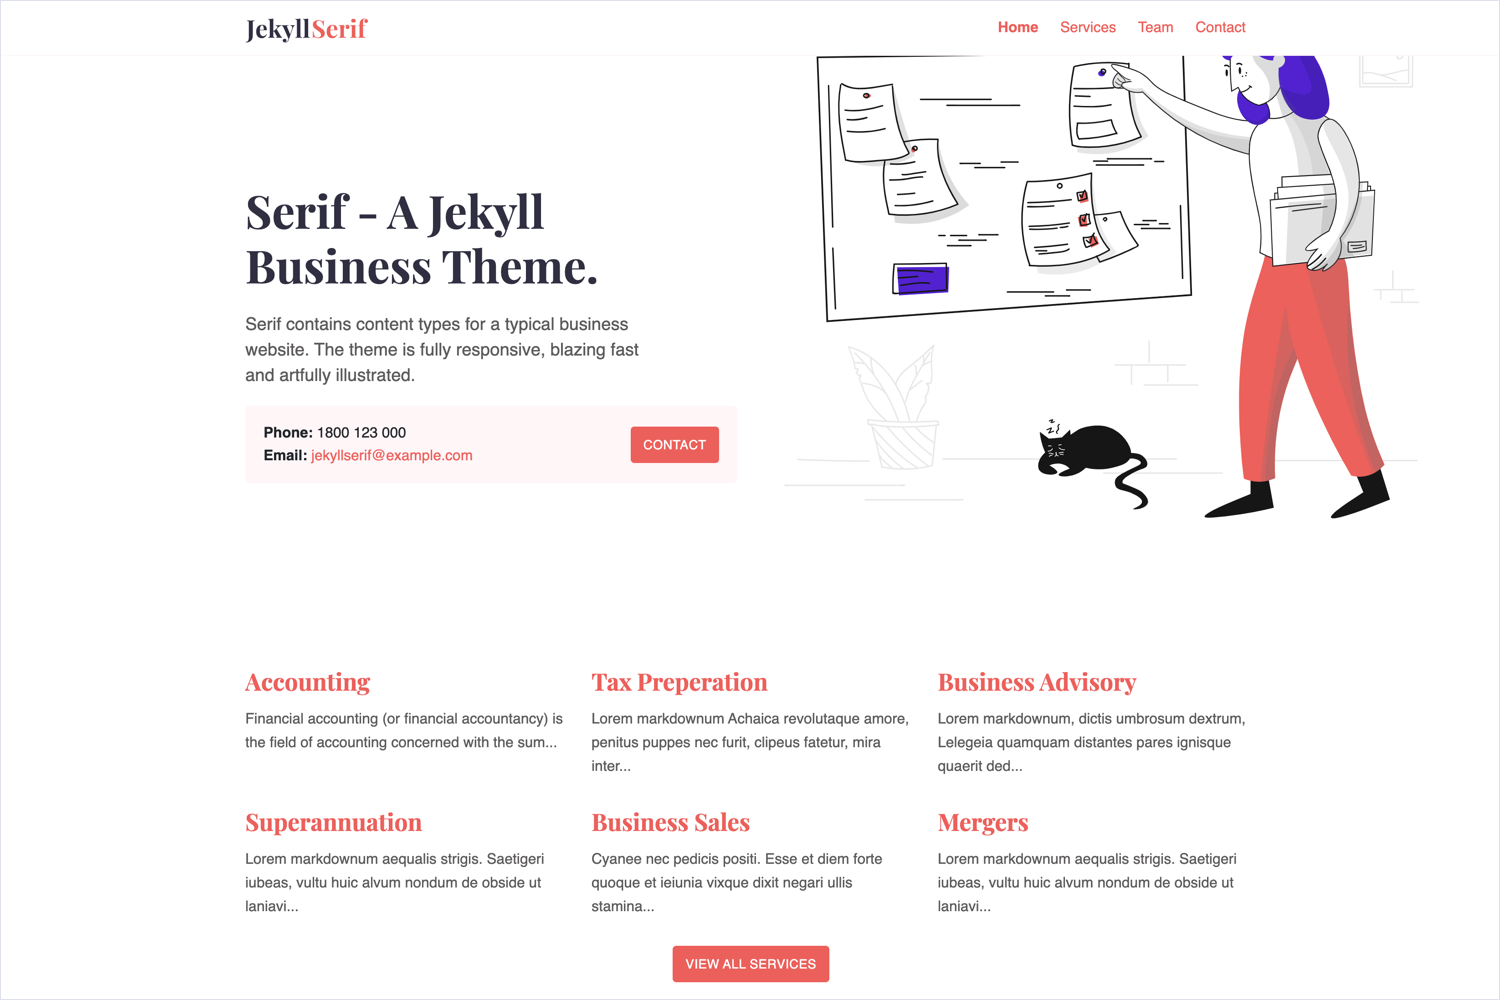 JekyllSerif
Home Services Team Contact
Serif - A Jekyll
Business Theme.
Serif contains content types for a typical business
website. The theme is fully responsive, blazing fast
and artfully illustrated.
Phone: 1800 123 000
Email: jekyllserif@example.com
CONTACT
Accounting
Financial accounting (or financial accountancy) is
the field of accounting concerned with the sum...
Tax Preperation
Lorem markdownum Achaica revolutaque amore,
penitus puppes nec furit, clipeus fatetur, mira
inter...
Business Advisory
Lorem markdownum, dictis umbrosum dextrum,
Lelegeia quamquam distantes pares ignisque
quaerit ded...
Superannuation
Lorem markdownum aequalis strigis. Saetigeri
iubeas, vultu huic alvum nondum de obside ut
laniavi...
Business Sales
Cyanee nec pedicis positi. Esse et diem forte
quoque et ieiunia vixque dixit negari ullis
stamina...
Mergers
Lorem markdownum aequalis strigis. Saetigeri
iubeas, vultu huic alvum nondum de obside ut
laniavi...
VIEW ALL SERVICES